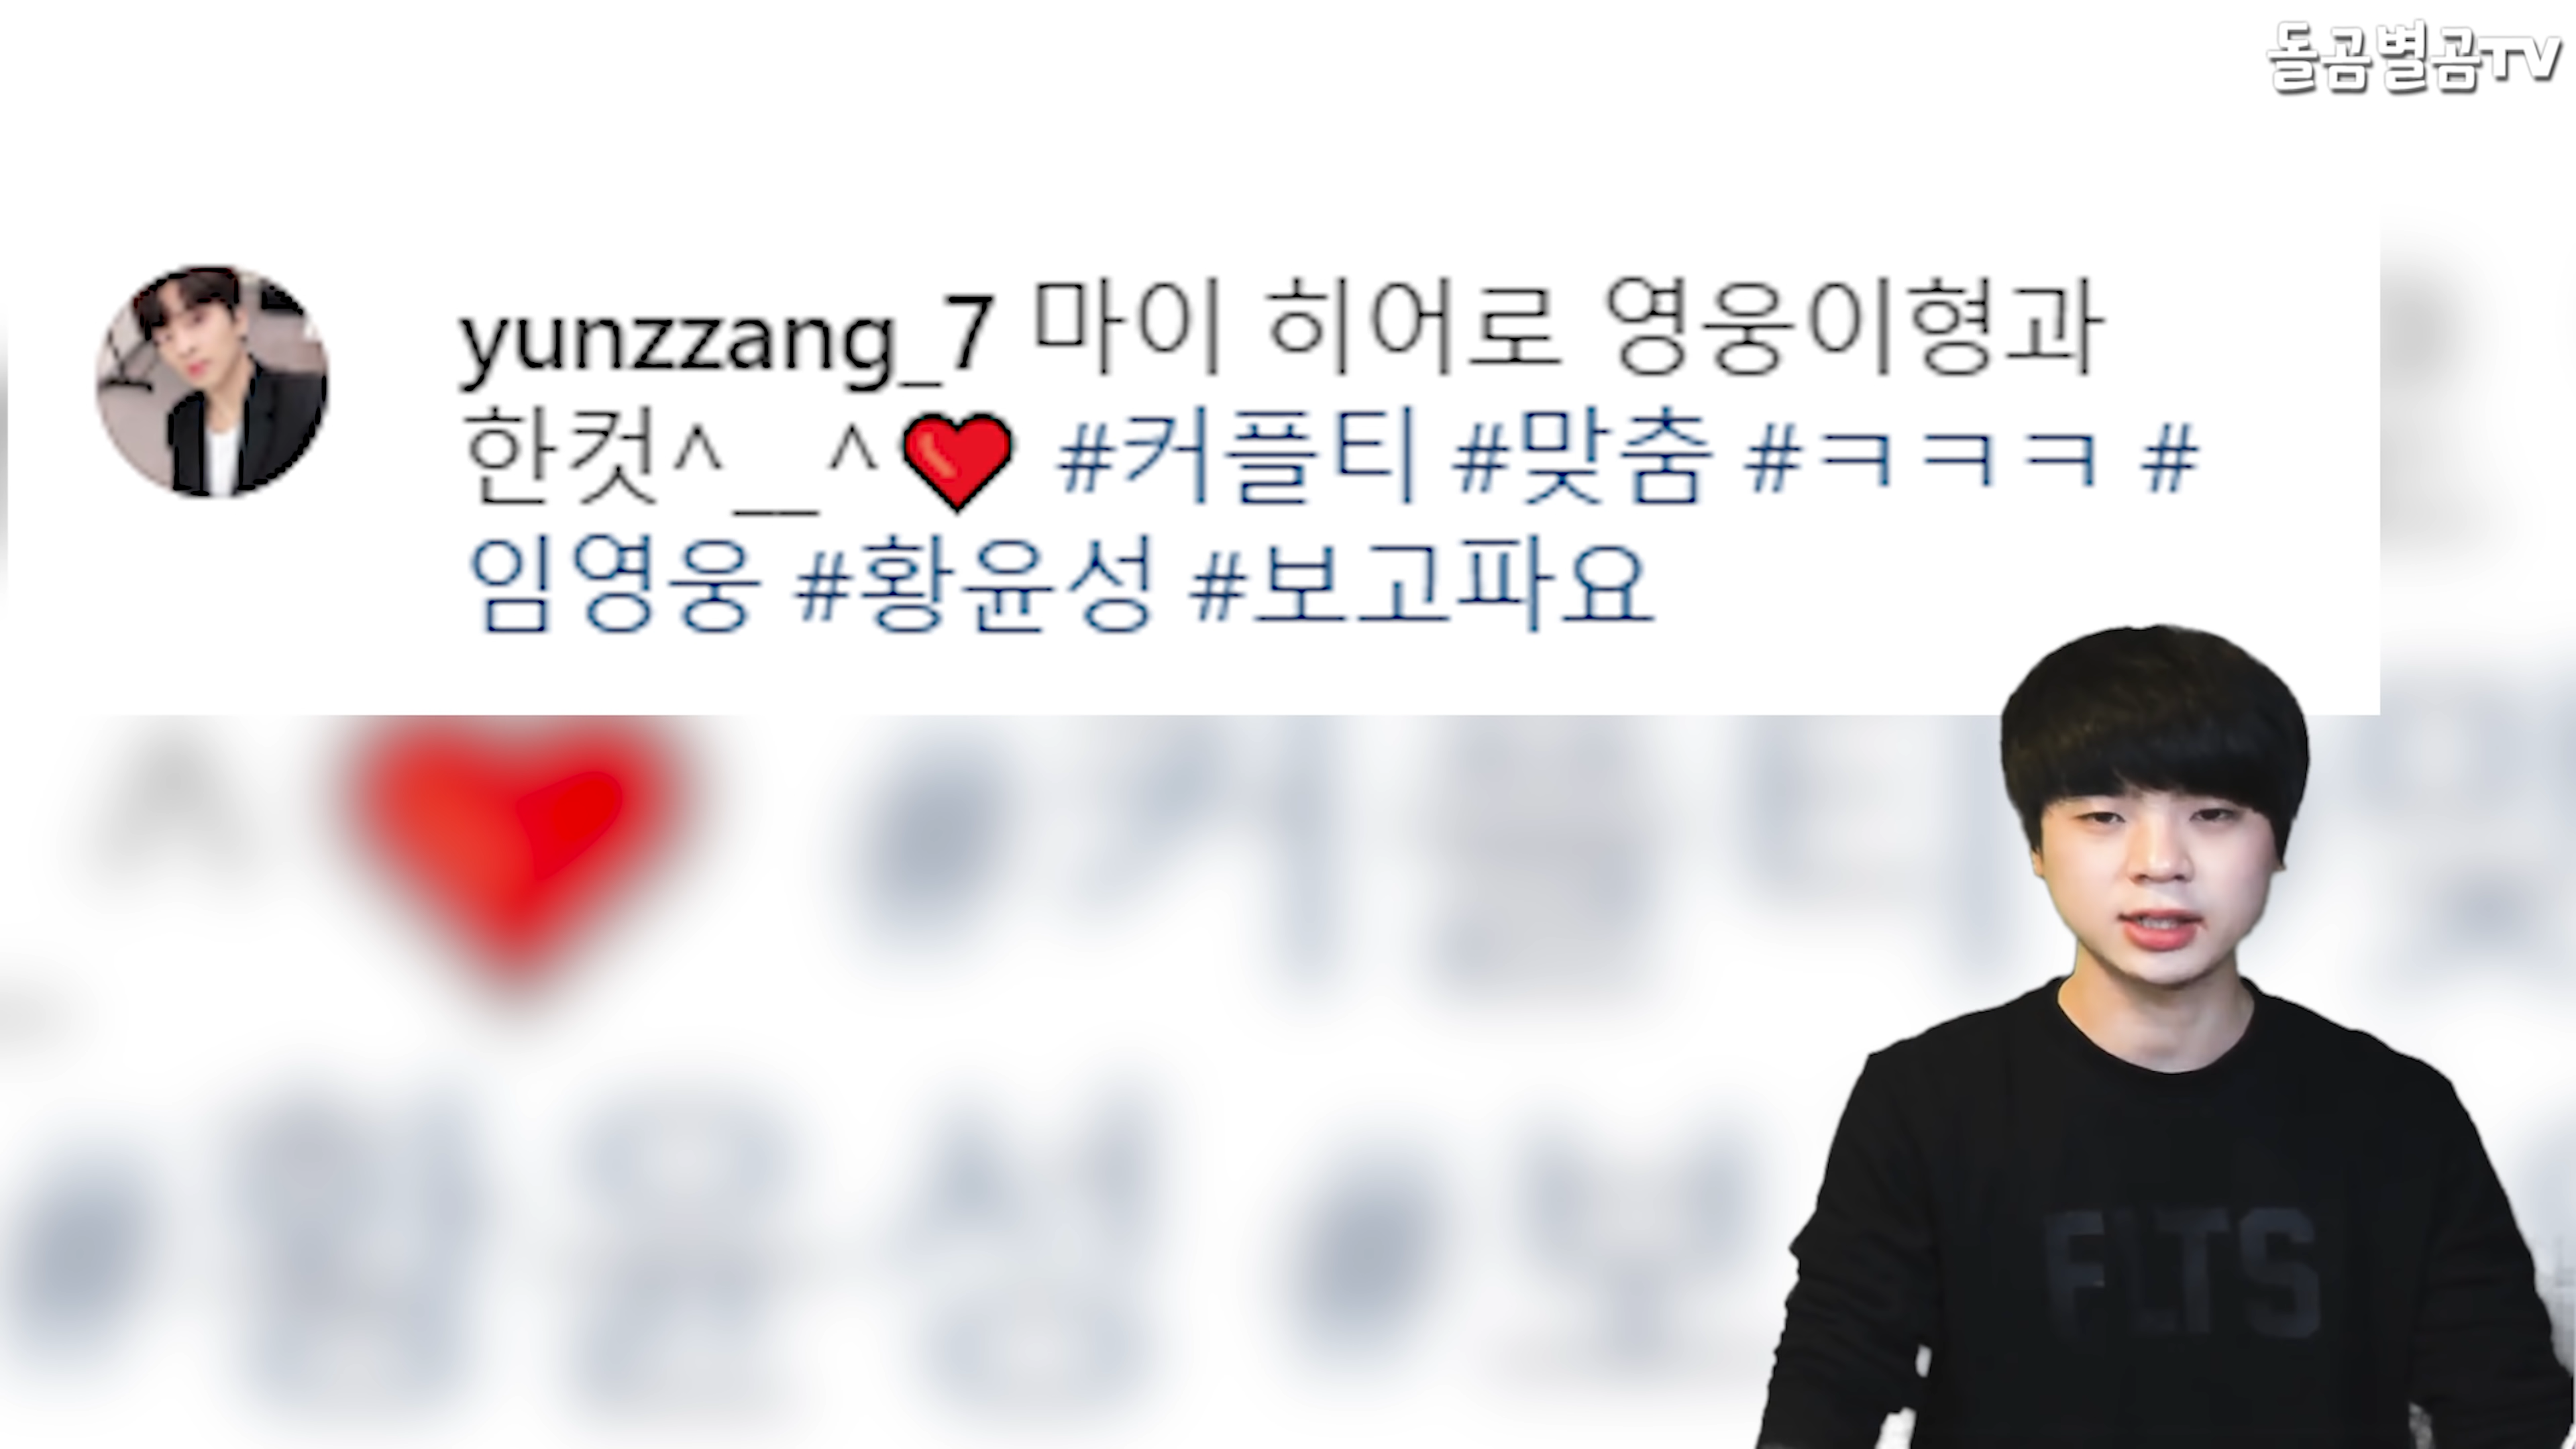 돌곰별곰TV
yunzzang_7 마이 히어로 영웅이형과
한컷^__^❤️ #커플티 #맞춤 #ㅋㅋㅋ #
임영웅 #황윤성 #보고파요
FLTS